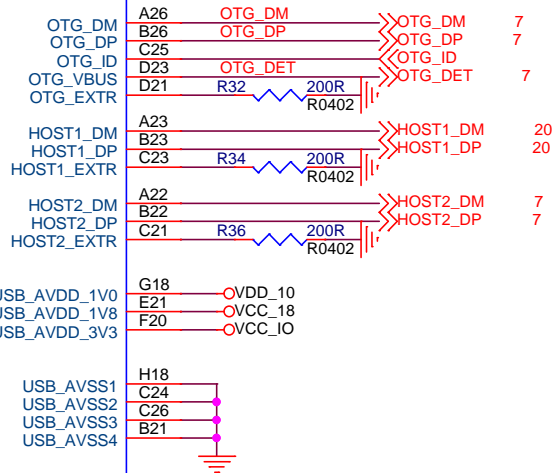 OTG_DM A26 OTG_DM OTG_DM 7
OTG_DP B26 OTG_DP OTG_DP 7
OTG_ID C25 OTG_ID
OTG_VBUS D23 OTG_DET OTG_DET 7
OTG_EXTR D21 R32 200R
R0402
HOST1_DM A23 HOST1_DM 20
HOST1_DP B23 HOST1_DP 20
HOST1_EXTR C23 R34 200R
R0402
HOST2_DM A22 HOST2_DM 7
HOST2_DP B22 HOST2_DP 7
HOST2_EXTR C21 R36 200R
R0402
USB_AVDD_1V0 G18 VDD_10
USB_AVDD_1V8 E21 VCC_18
USB_AVDD_3V3 F20 VCC_IO
USB_AVSS1 H18
USB_AVSS2 C24
USB_AVSS3 C26
USB_AVSS4 B21